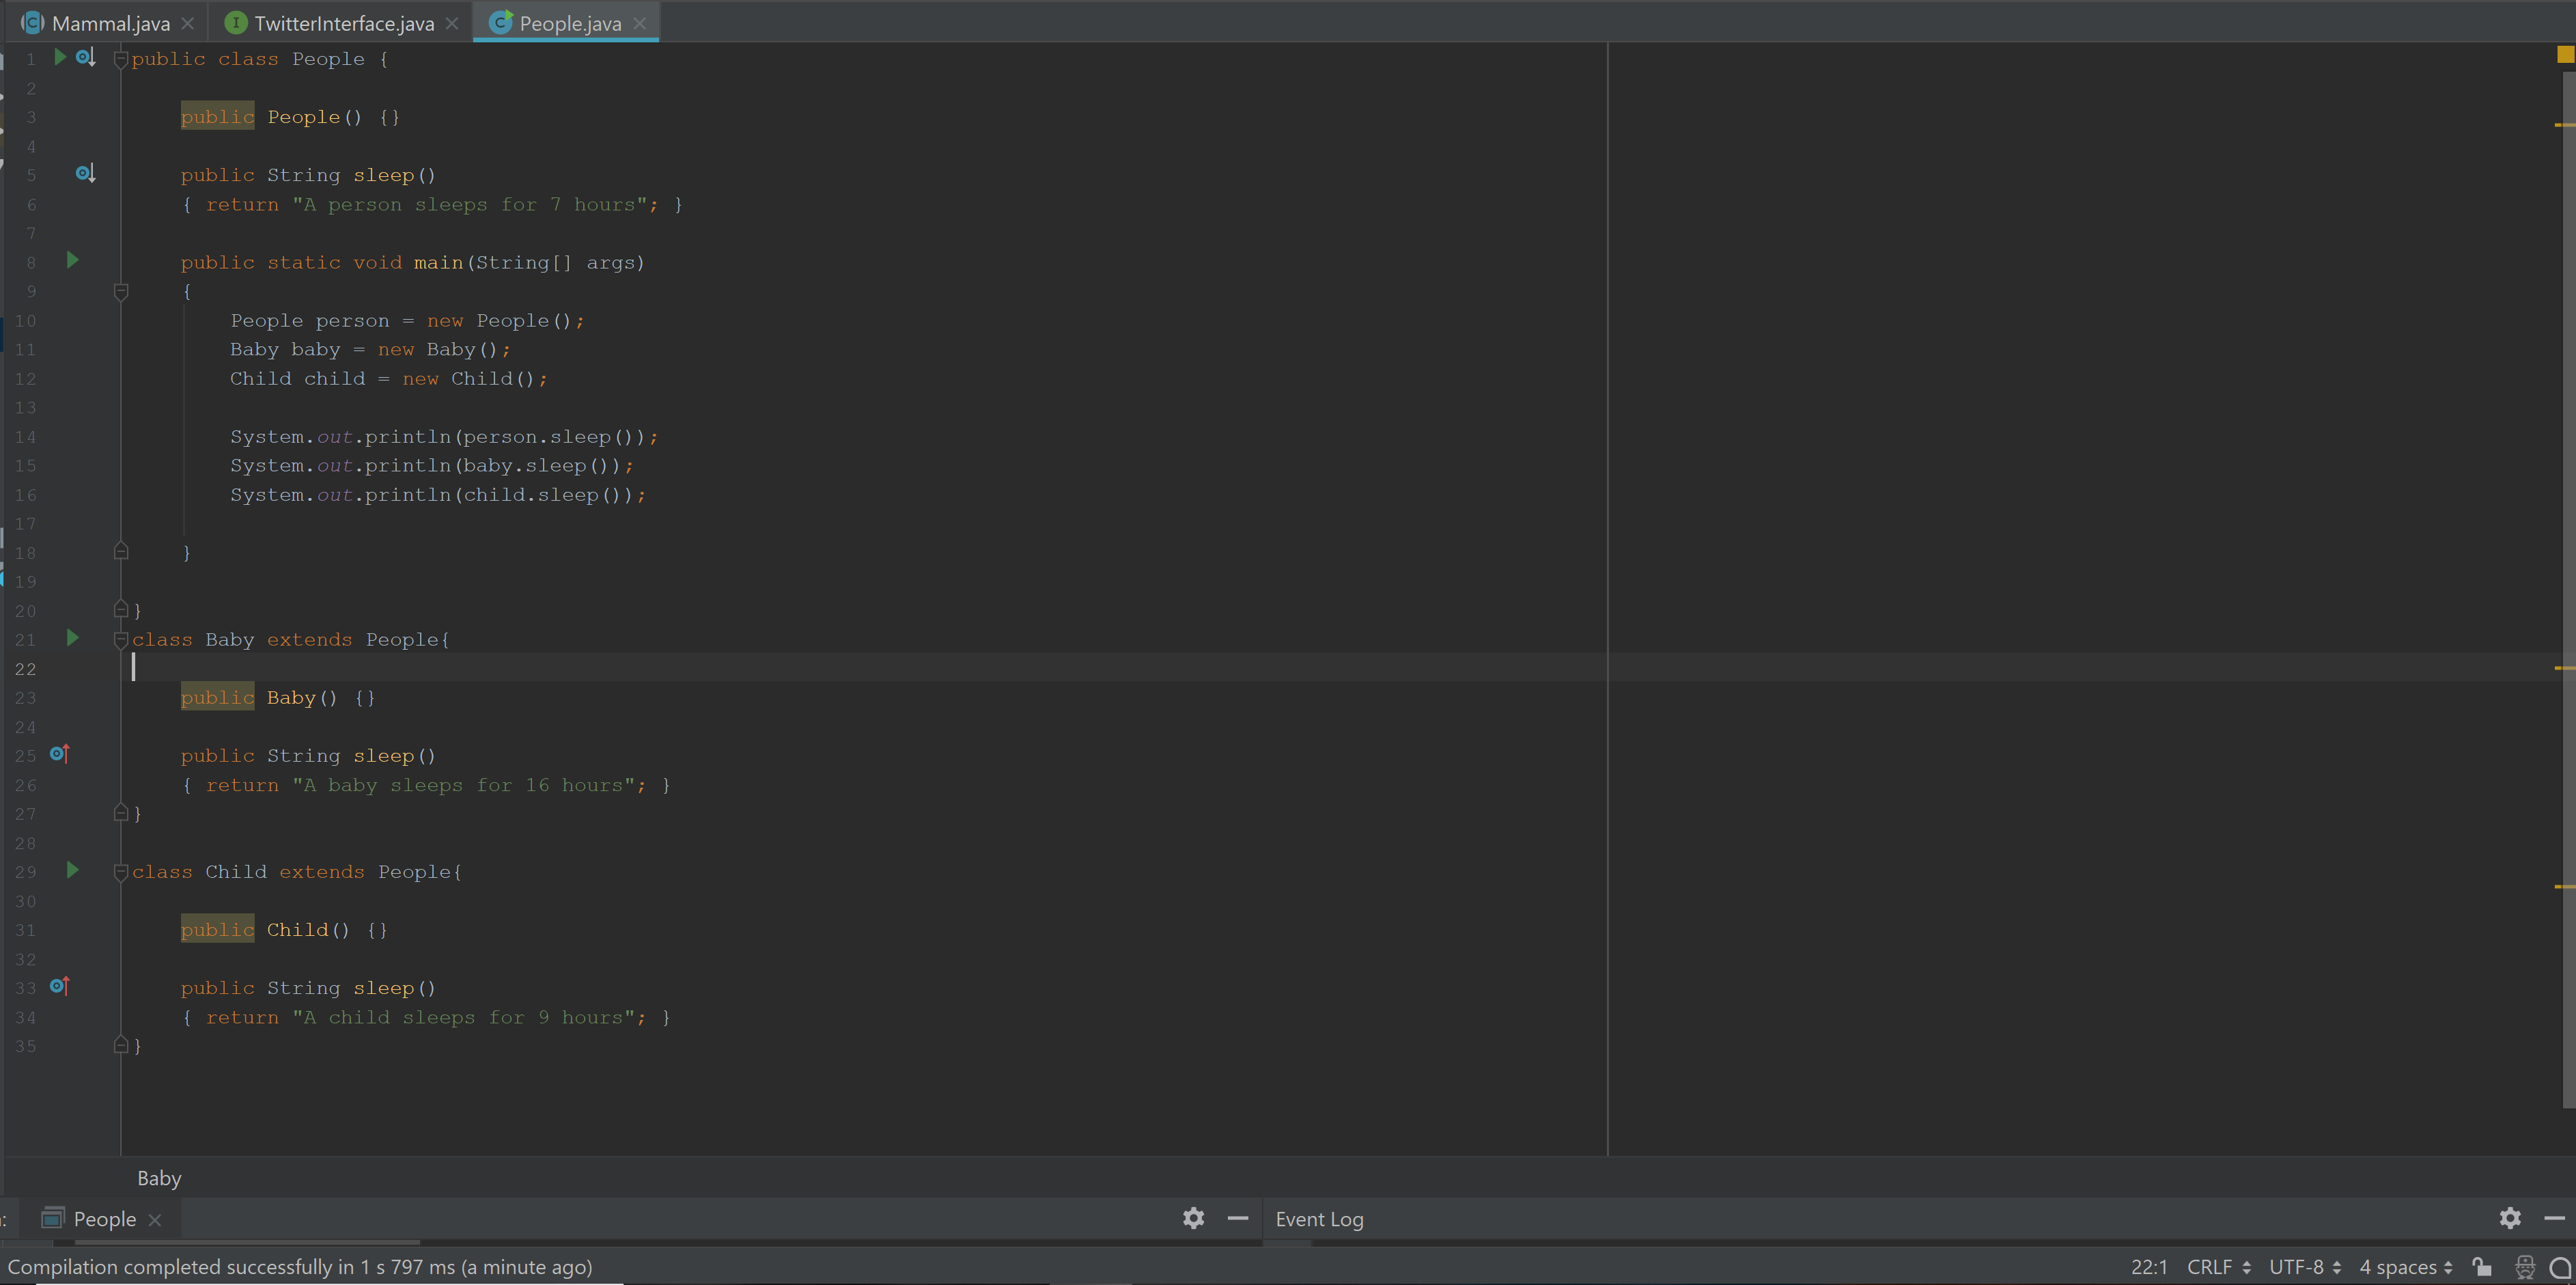 Mammal.java TwitterInterface.java People.java
1 public class People {
2
3 public People() {}
4
5 public String sleep()
6 { return "A person sleeps for 7 hours"; }
7
8 public static void main(String[] args)
9 {
10 People person = new People();
11 Baby baby = new Baby();
12 Child child = new Child();
13
14 System.out.println(person.sleep());
15 System.out.println(baby.sleep());
16 System.out.println(child.sleep());
17
18 }
19
20 }
21 class Baby extends People{
22
23 public Baby() {}
24
25 public String sleep()
26 { return "A baby sleeps for 16 hours"; }
27 }
28
29 class Child extends People{
30
31 public Child() {}
32
33 public String sleep()
34 { return "A child sleeps for 9 hours"; }
35 }
Baby
: People Event Log
Compilation completed successfully in 1 s 797 ms (a minute ago) 22:1 CRLF UTF-8 4 spaces